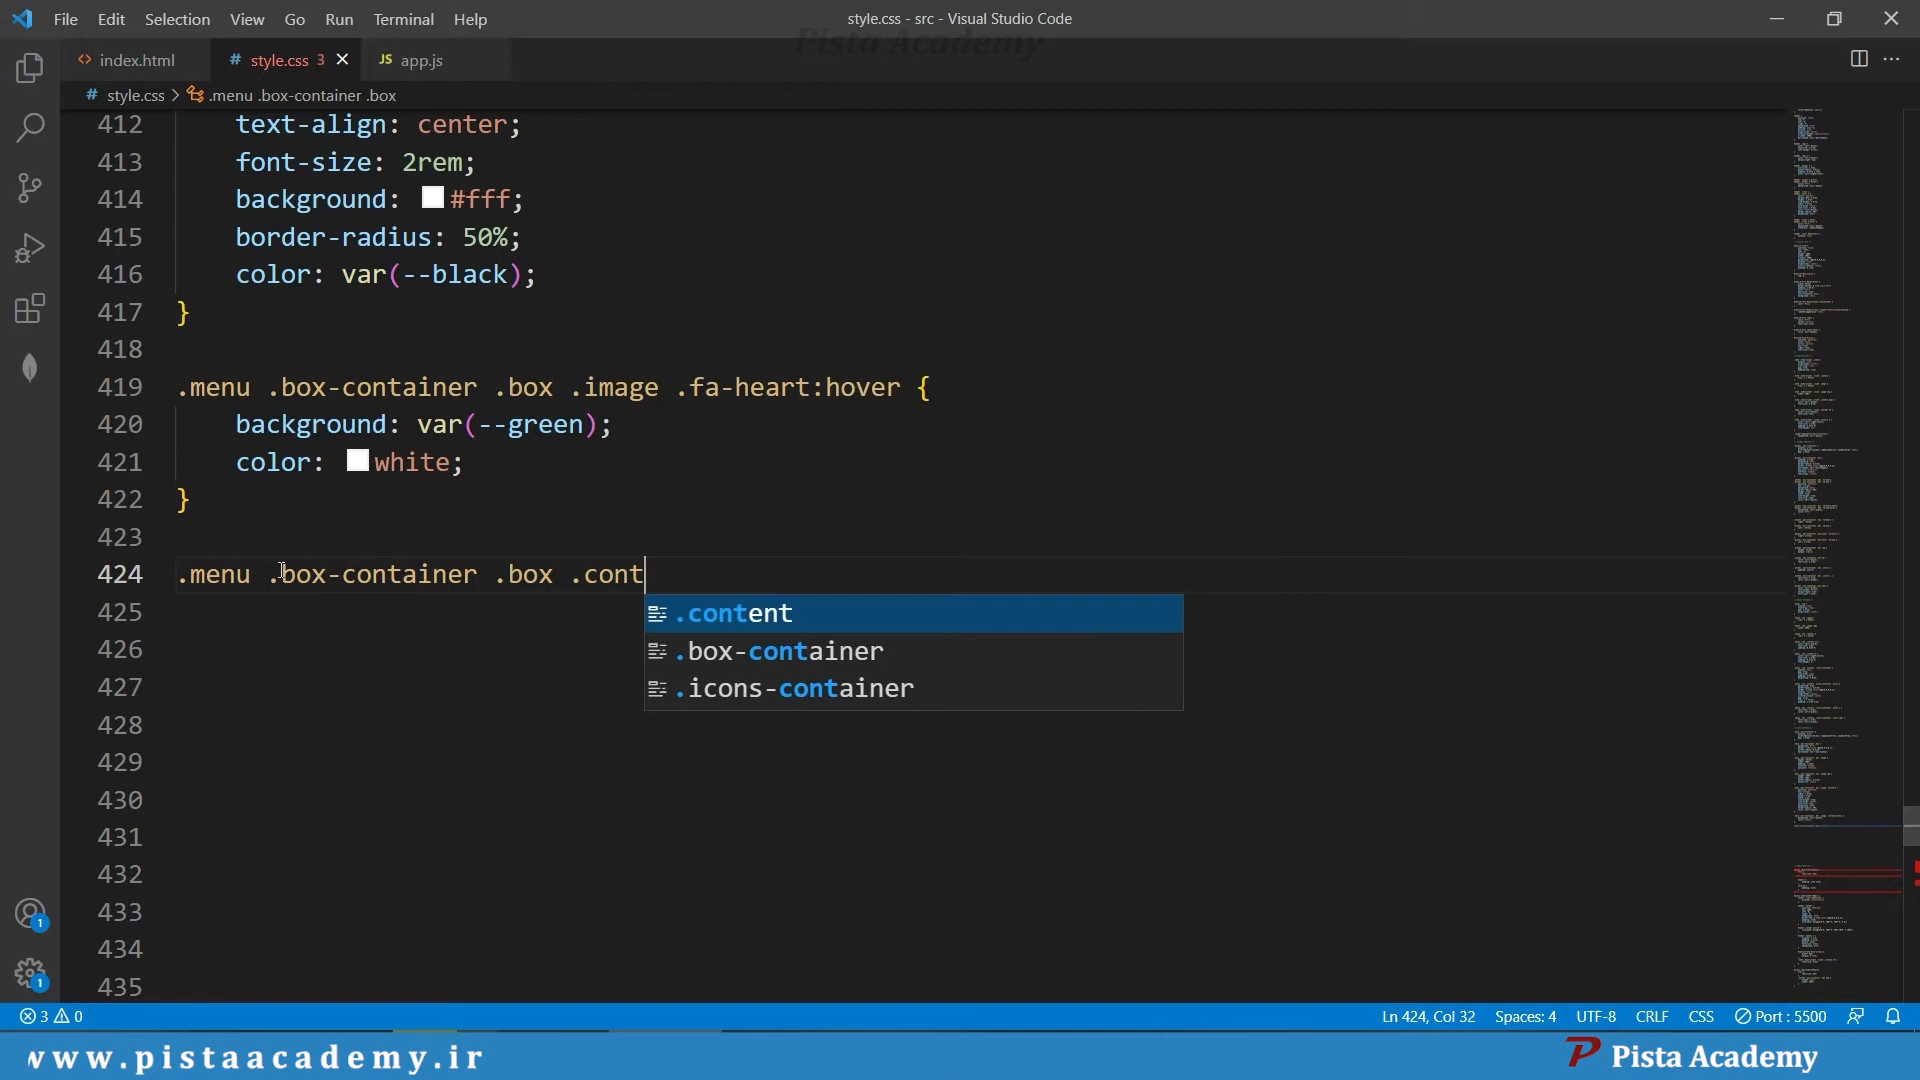 File Edit Selection View Go Run Terminal Help
style.css - src - Visual Studio Code
Pista Academy
index.html
# style.css 3
JS app.js
# style.css > .menu .box-container .box
412 text-align: center;
413 font-size: 2rem;
414 background: #fff;
415 border-radius: 50%;
416 color: var(--black);
417 }
418
419 .menu .box-container .box .image .fa-heart:hover {
420 background: var(--green);
421 color: white;
422 }
423
424 .menu .box-container .box .cont
425
.content
426
.box-container
427
.icons-container
428
429
430
431
432
433
434
435
1
1
3 0
Ln 424, Col 32 Spaces: 4 UTF-8 CRLF CSS Port : 5500
www.pistaacademy.ir
P Pista Academy